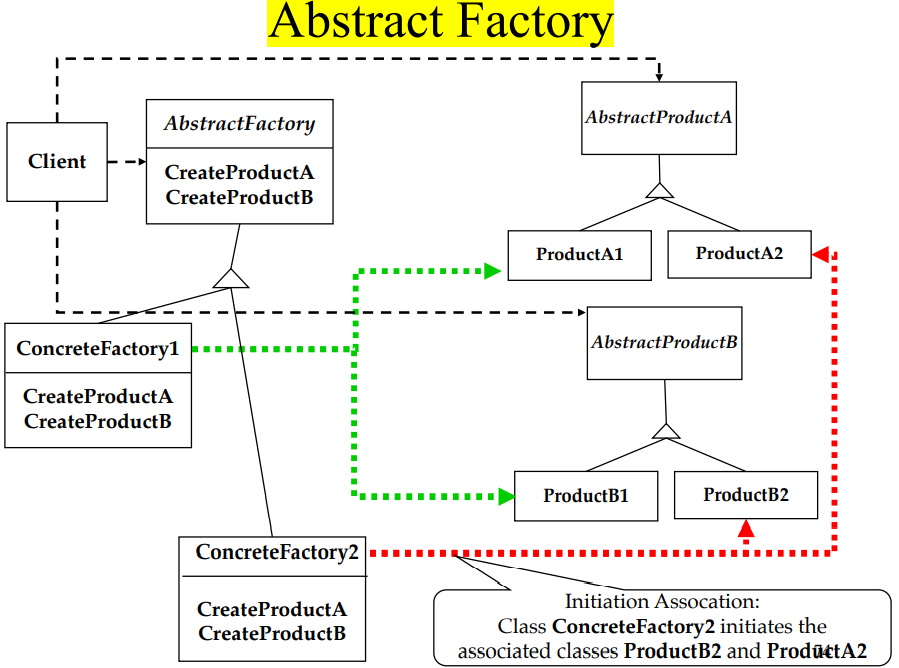 Abstract Factory
Client
AbstractFactory
CreateProductA
CreateProductB
AbstractProductA
ProductA1
ProductA2
ConcreteFactory1
CreateProductA
CreateProductB
AbstractProductB
ProductB1
ProductB2
ConcreteFactory2
CreateProductA
CreateProductB
Initiation Assocation:
Class ConcreteFactory2 initiates the
associated classes ProductB2 and ProductA2